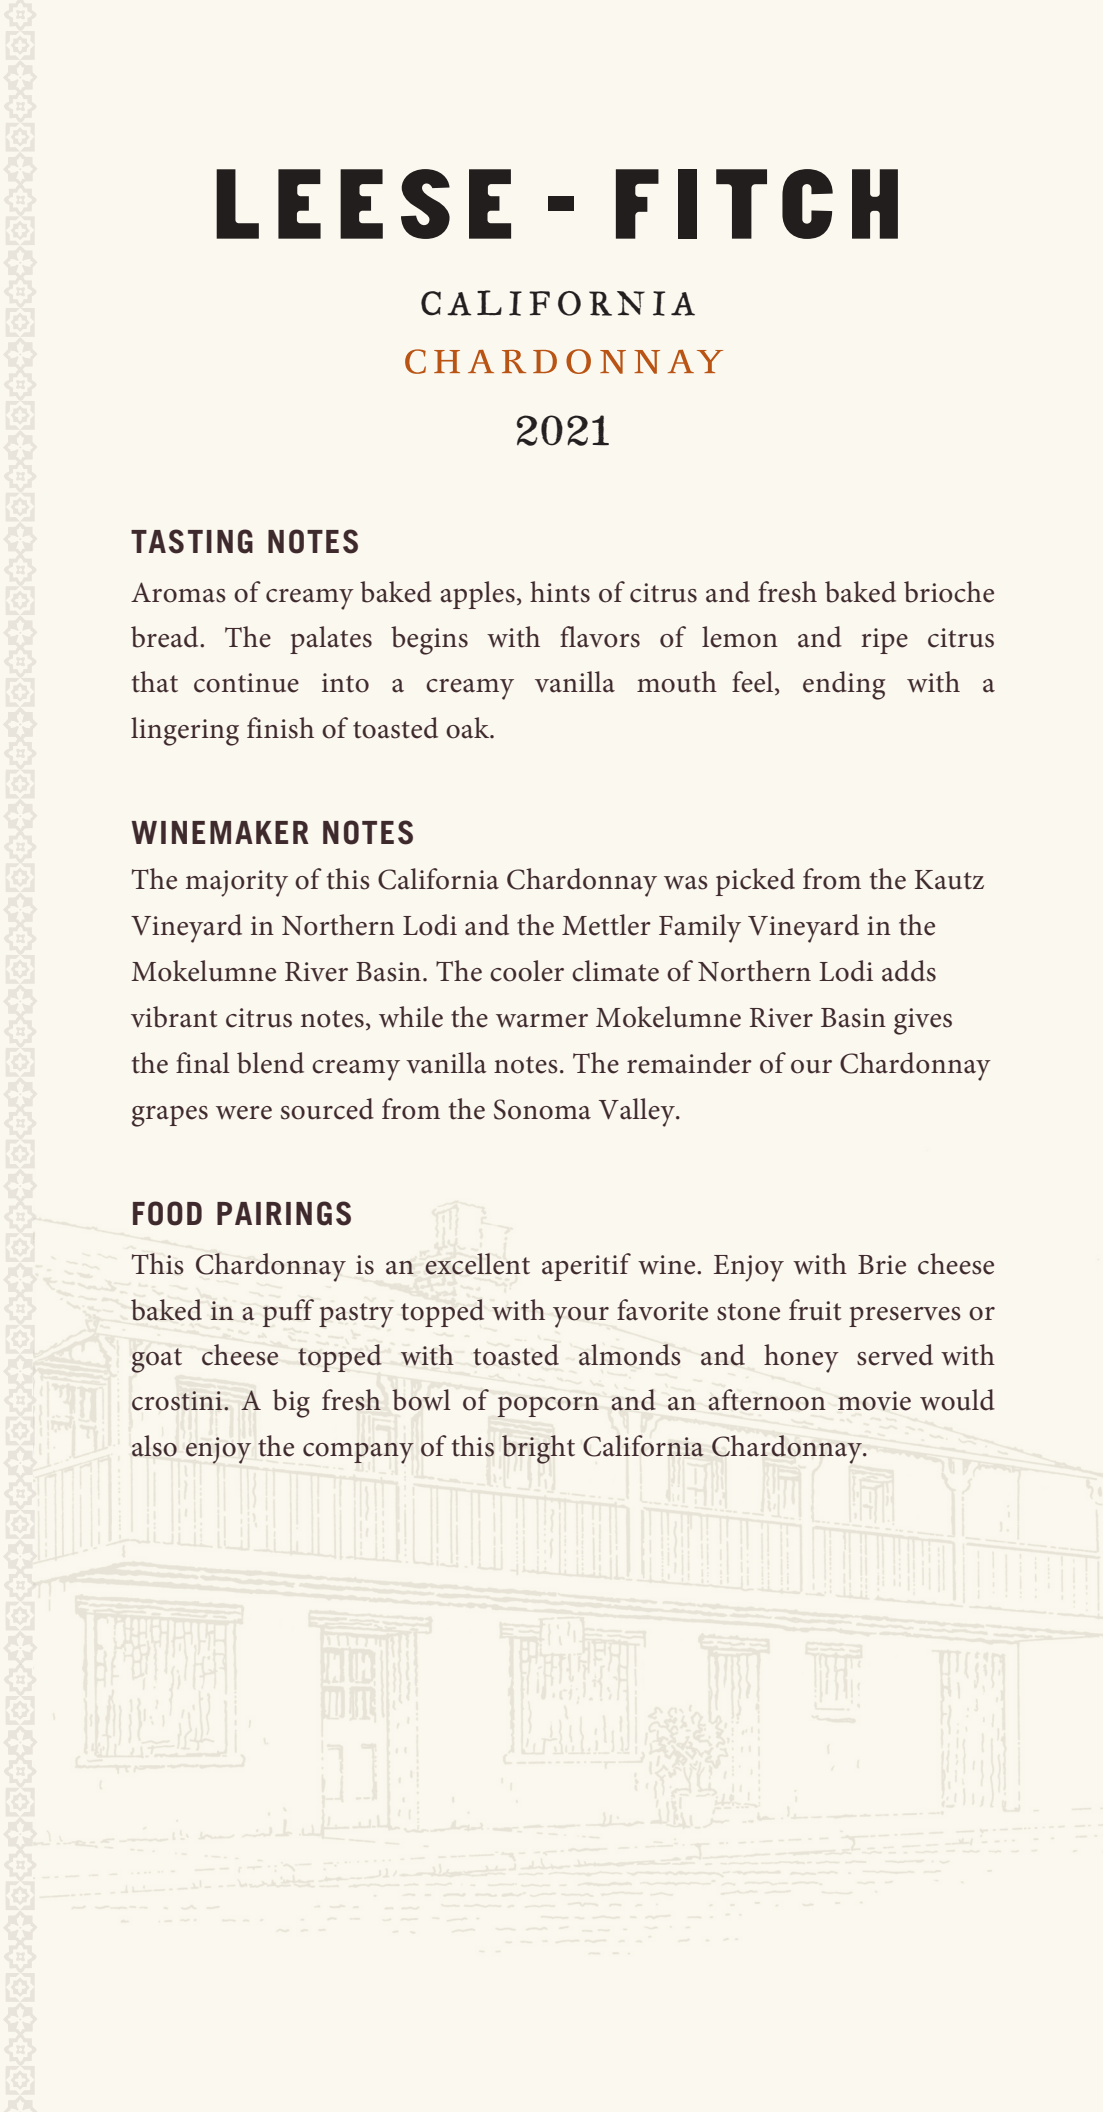 LEESE - FITCH
CALIFORNIA
CHARDONNAY
2021
TASTING NOTES
Aromas of creamy baked apples, hints of citrus and fresh baked brioche
bread. The palates begins with flavors of lemon and ripe citrus
that continue into a creamy vanilla mouth feel, ending with a
lingering finish of toasted oak.
WINEMAKER NOTES
The majority of this California Chardonnay was picked from the Kautz
Vineyard in Northern Lodi and the Mettler Family Vineyard in the
Mokelumne River Basin. The cooler climate of Northern Lodi adds
vibrant citrus notes, while the warmer Mokelumne River Basin gives
the final blend creamy vanilla notes. The remainder of our Chardonnay
grapes were sourced from the Sonoma Valley.
FOOD PAIRINGS
This Chardonnay is an excellent aperitif wine. Enjoy with Brie cheese
baked in a puff pastry topped with your favorite stone fruit preserves or
goat cheese topped with toasted almonds and honey served with
crostini. A big fresh bowl of popcorn and an afternoon movie would
also enjoy the company of this bright California Chardonnay.